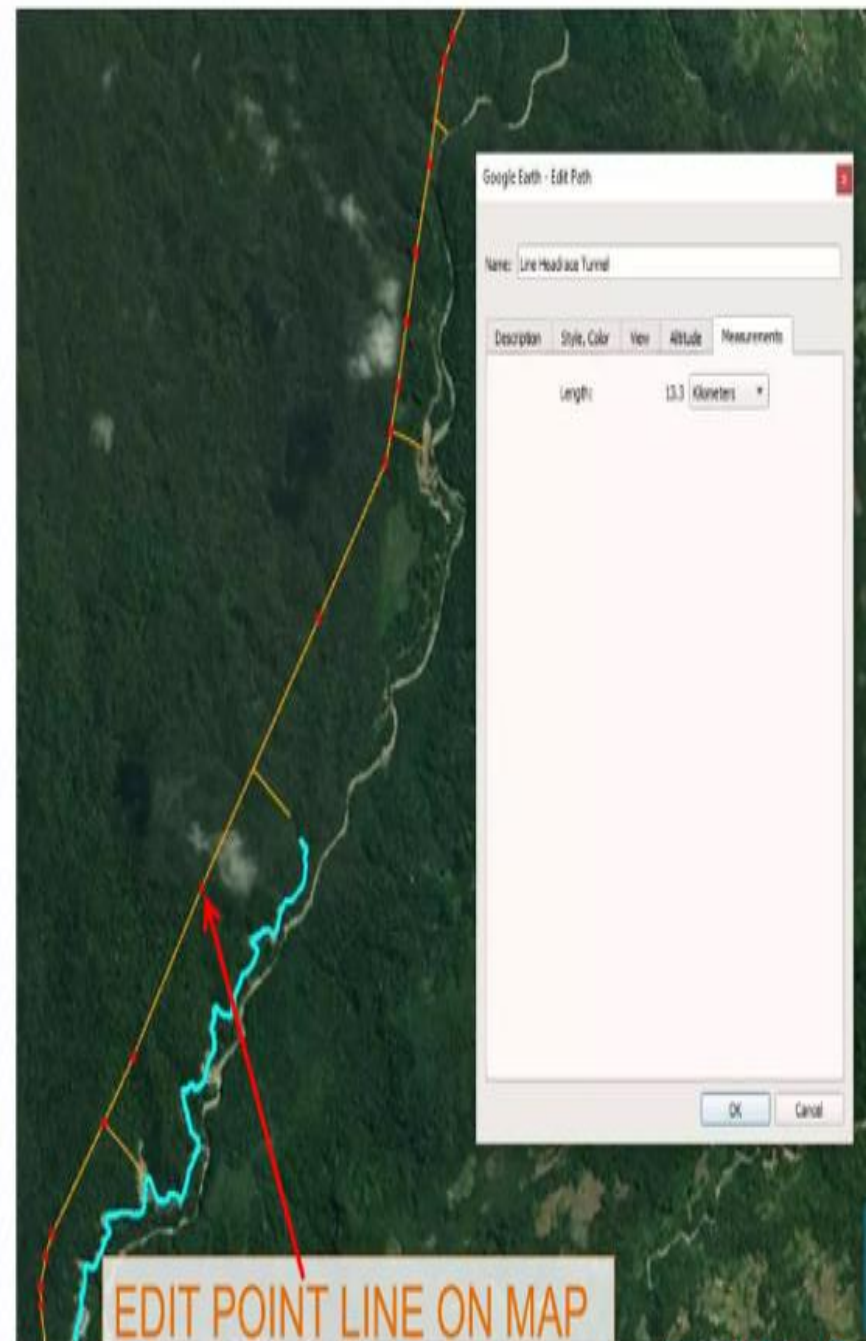 Google Earth - Edit Path
Name: Line Headrace Tunnel
Description Style, Color View Altitude Measurements
Length: 13.3 Kilometers
OK Cancel
EDIT POINT LINE ON MAP